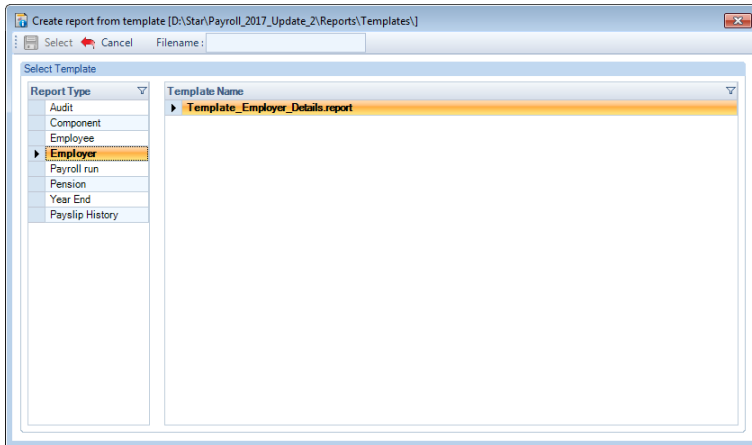 Create report from template [D:\Star\Payroll_2017_Update_2\Reports\Templates\]
Select Cancel Filename :
Select Template
Report Type
Audit
Component
Employee
Employer
Payroll run
Pension
Year End
Payslip History
Template Name
Template_Employer_Details.report